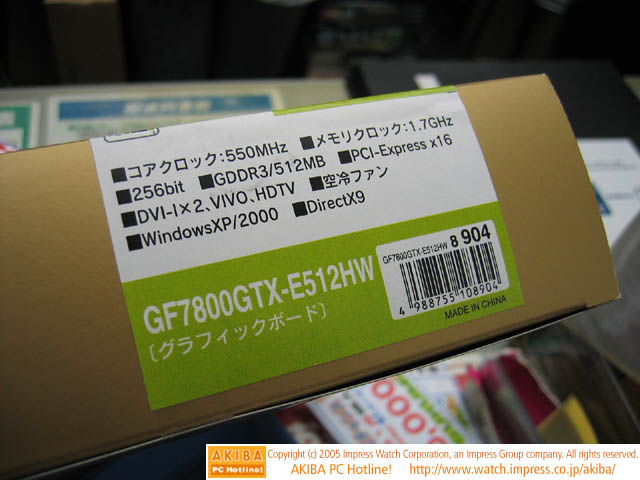 ■コアクロック:550MHz ■メモリクロック:1.7GHz
■256bit ■GDDR3/512MB ■PCI-Express x16
■DVI-I×2、VIVO、HDTV ■空冷ファン
■WindowsXP/2000 ■DirectX9
GF7800GTX-E512HW
〔グラフィックボード〕
GF7800GTX-E512HW 8 904
4 988755 108904
MADE IN CHINA
AKIBA
PC Hotline!
Copyright (c) 2005 Impress Watch Corporation, an Impress Group company. All rights reserved.
AKIBA PC Hotline! http://www.watch.impress.co.jp/akiba/